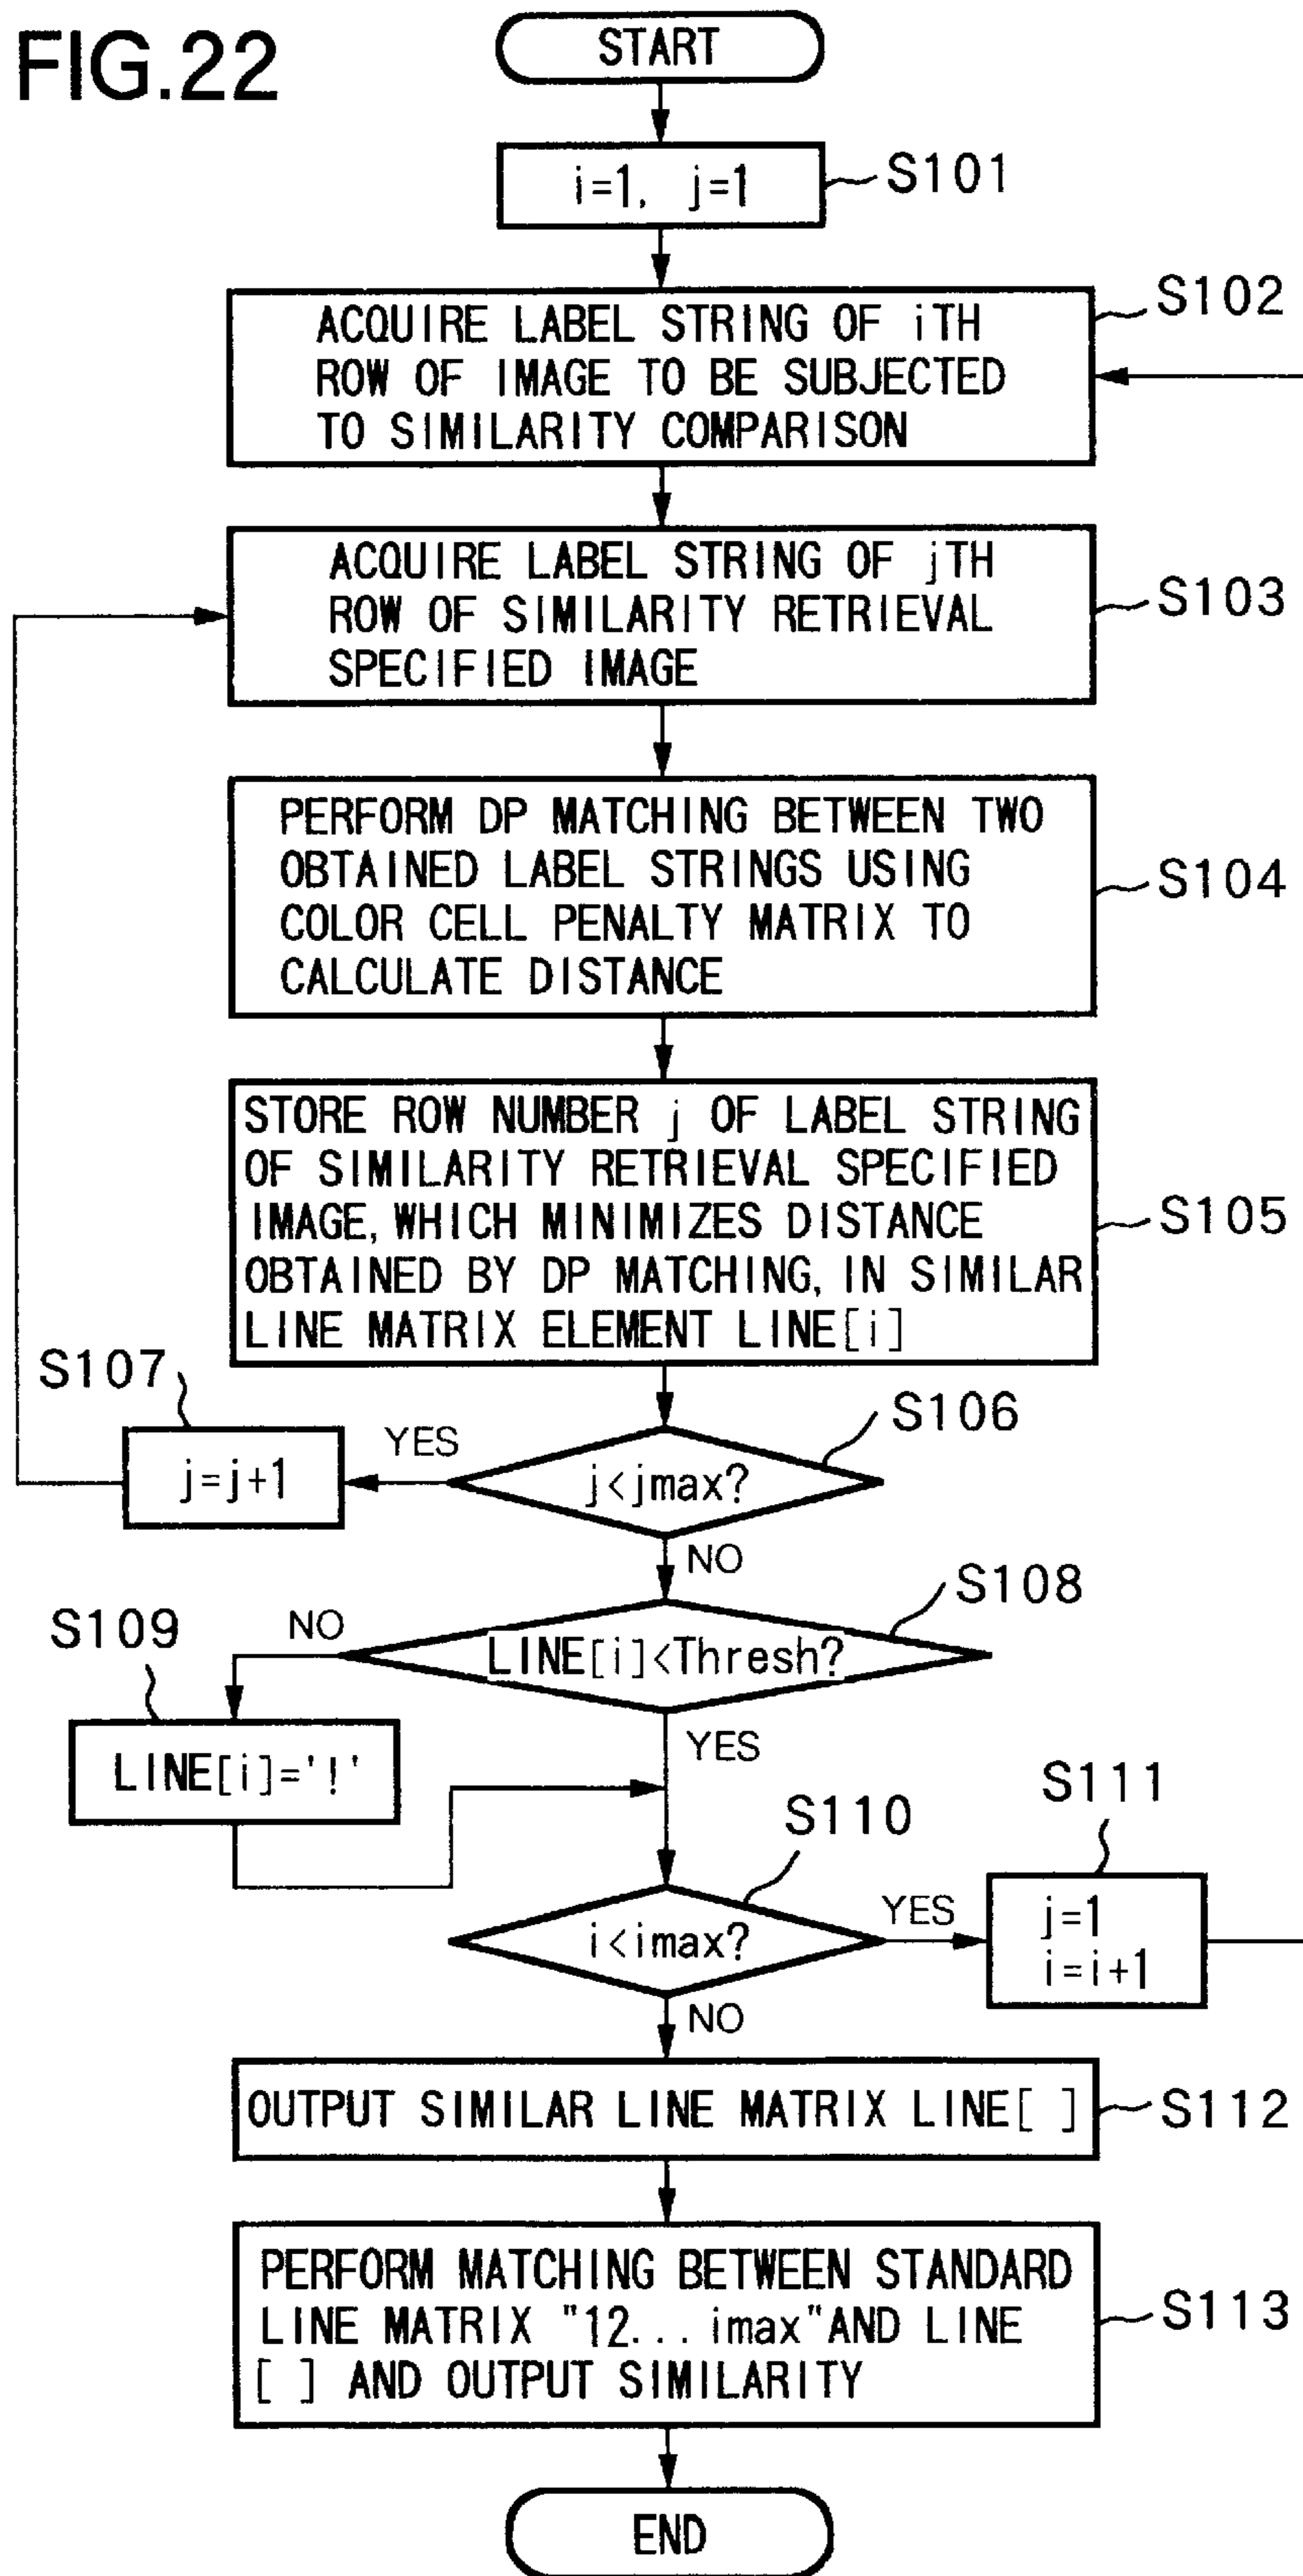 FIG.22
START
i=1, j=1
S101
ACQUIRE LABEL STRING OF iTH
ROW OF IMAGE TO BE SUBJECTED
TO SIMILARITY COMPARISON
S102
ACQUIRE LABEL STRING OF jTH
ROW OF SIMILARITY RETRIEVAL
SPECIFIED IMAGE
S103
PERFORM DP MATCHING BETWEEN TWO
OBTAINED LABEL STRINGS USING
COLOR CELL PENALTY MATRIX TO
CALCULATE DISTANCE
S104
STORE ROW NUMBER j OF LABEL STRING
OF SIMILARITY RETRIEVAL SPECIFIED
IMAGE, WHICH MINIMIZES DISTANCE
OBTAINED BY DP MATCHING, IN SIMILAR
LINE MATRIX ELEMENT LINE[i]
S105
S107
S106
j=j+1
YES
j<jmax?
NO
S108
S109
NO
LINE[i]<Thresh?
YES
LINE[i]='!'
S111
S110
i<imax?
YES
j=1
i=i+1
NO
OUTPUT SIMILAR LINE MATRIX LINE[ ]
S112
PERFORM MATCHING BETWEEN STANDARD
LINE MATRIX "12... imax"AND LINE
[ ] AND OUTPUT SIMILARITY
S113
END